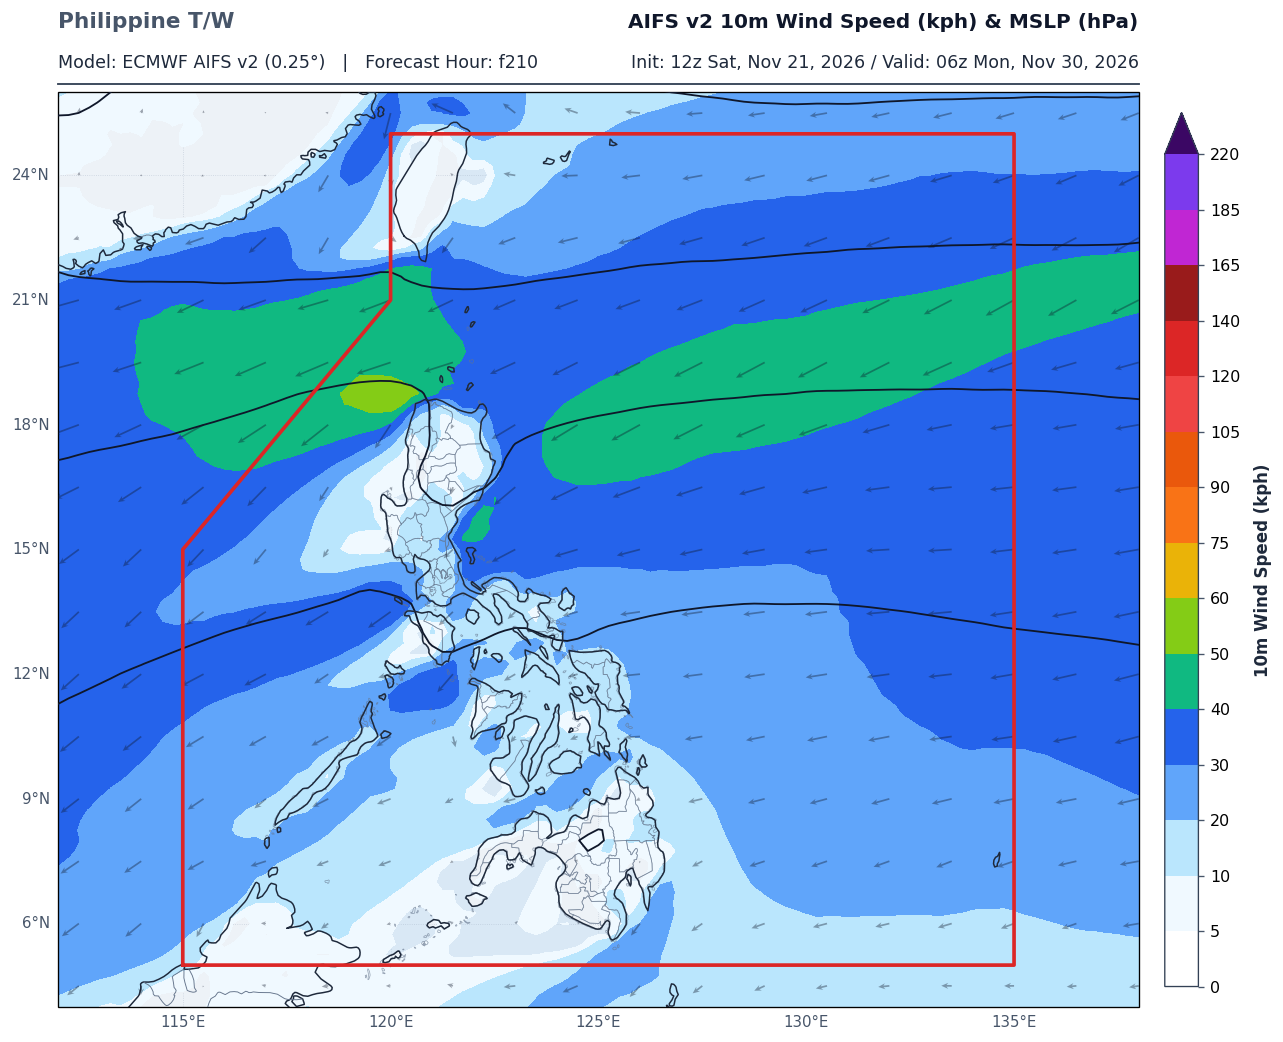 Philippine T/W
AIFS v2 10m Wind Speed (kph) & MSLP (hPa)
Model: ECMWF AIFS v2 (0.25°) | Forecast Hour: f210
Init: 12z Sat, Nov 21, 2026 / Valid: 06z Mon, Nov 30, 2026
24°N
21°N
18°N
15°N
12°N
9°N
6°N
115°E
120°E
125°E
130°E
135°E
220
185
165
140
120
105
90
75
60
50
40
30
20
10
5
0
10m Wind Speed (kph)